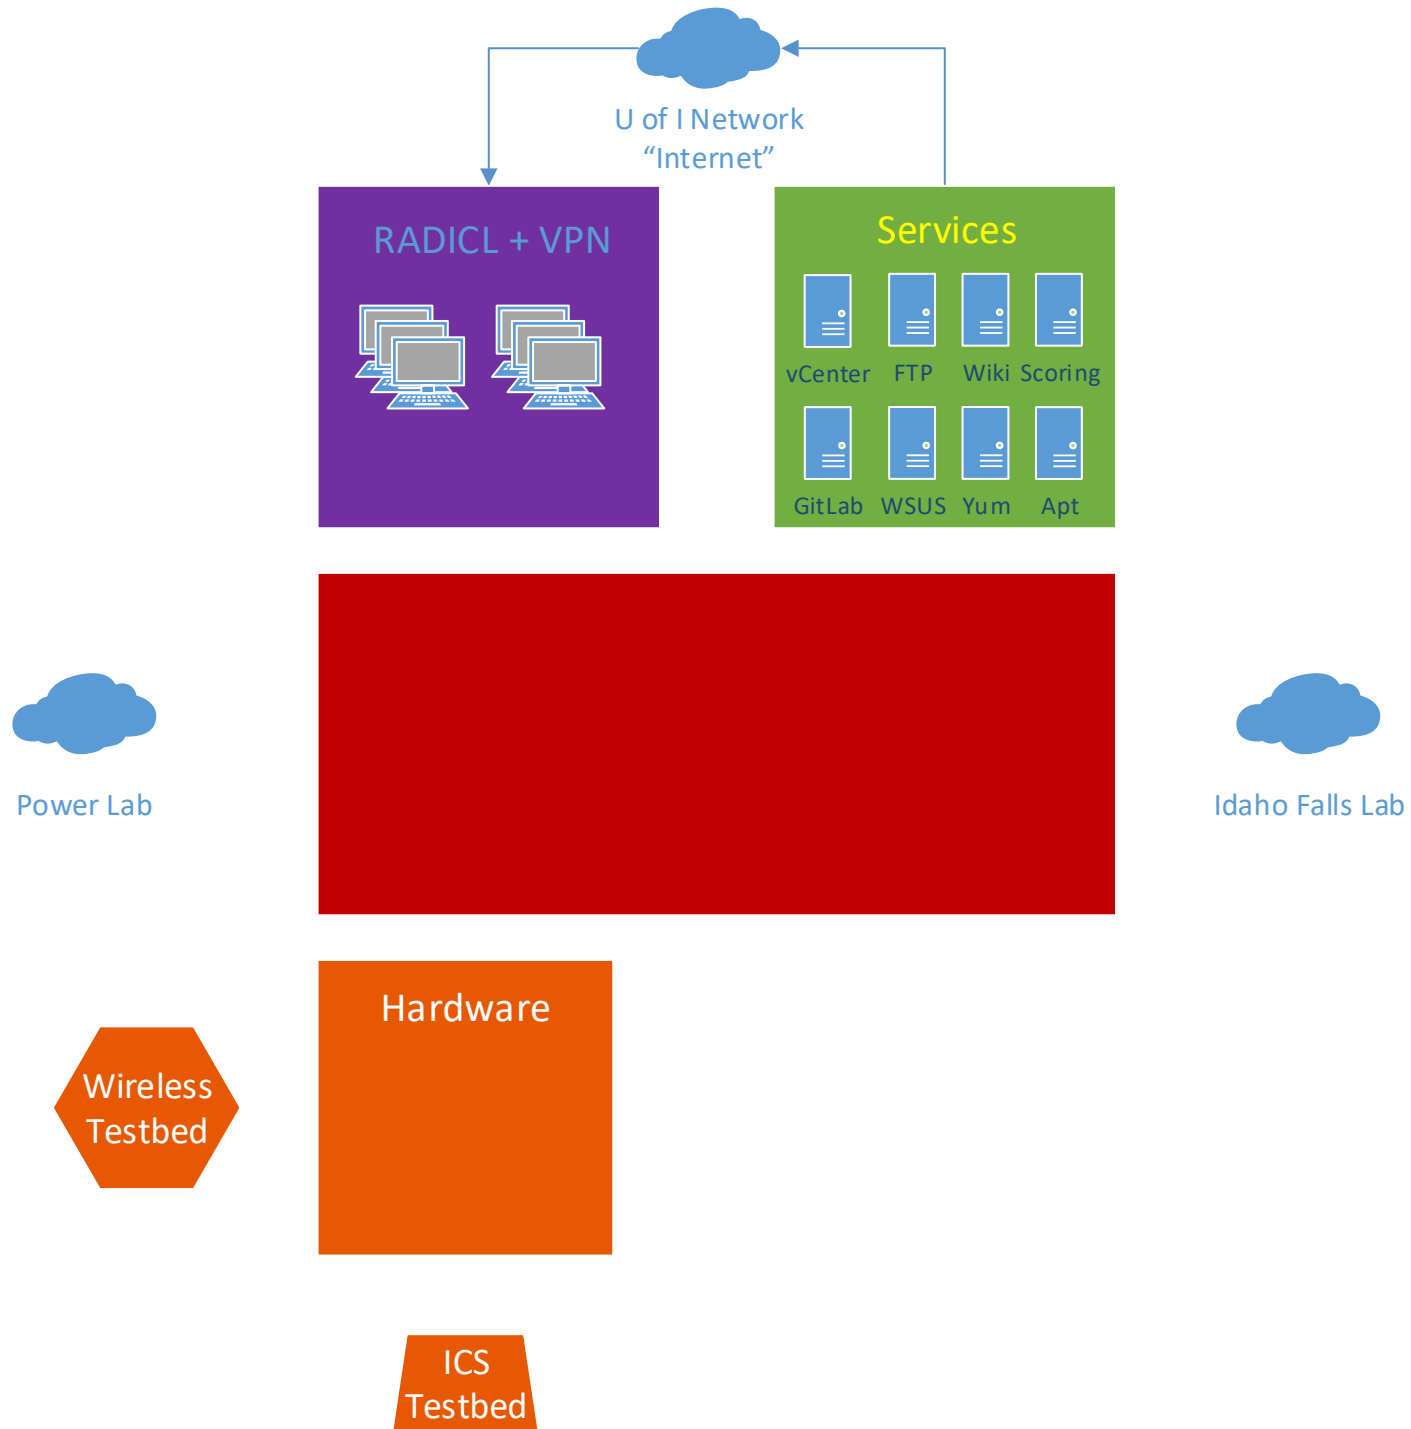 U of I Network
“Internet”
RADICL + VPN
Services
vCenter FTP Wiki Scoring
GitLab WSUS Yum Apt
Power Lab
Idaho Falls Lab
Hardware
Wireless
Testbed
ICS
Testbed